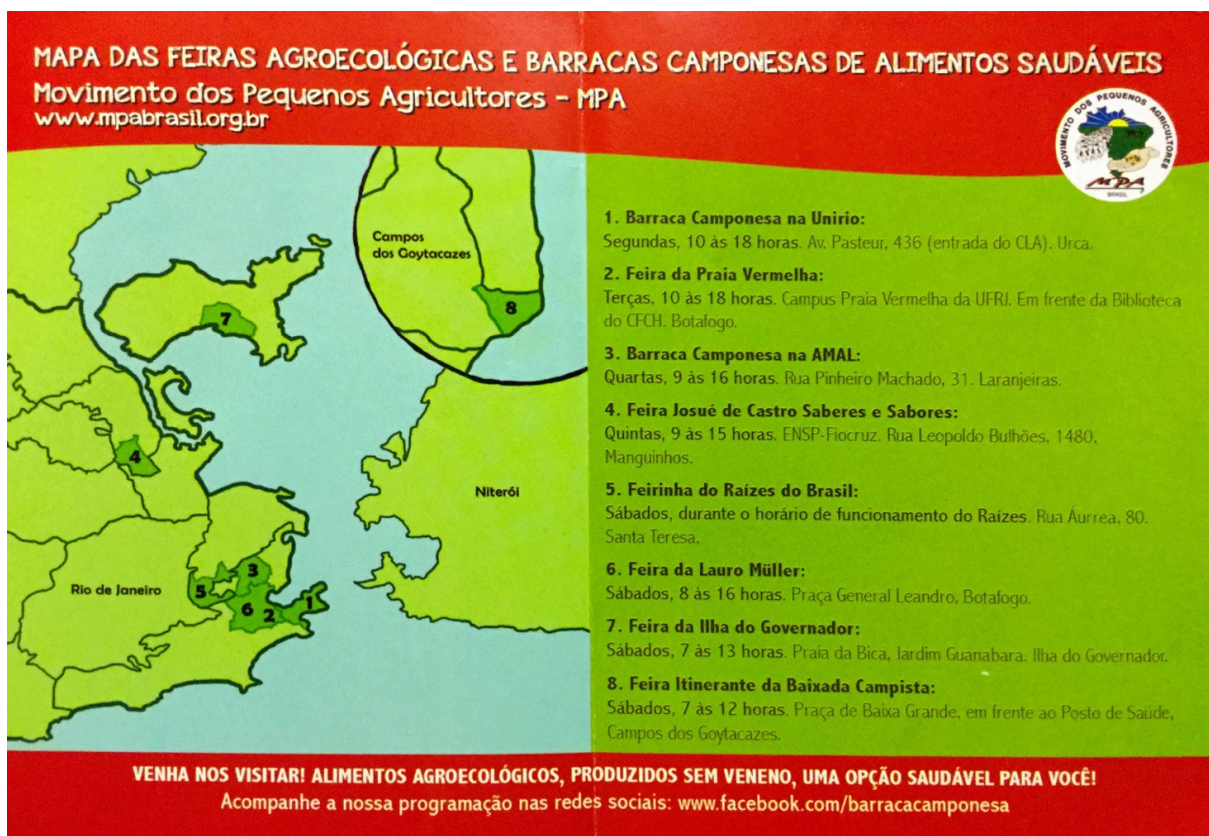 MAPA DAS FEIRAS AGROECOLÓGICAS E BARRACAS CAMPONESAS DE ALIMENTOS SAUDÁVEIS
Movimento dos Pequenos Agricultores - MPA
www.mpabrasil.org.br
MOVIMENTO DOS PEQUENOS AGRICULTORES
MPA
BRASIL
Campos
dos Goytacazes
8
7
4
Niterói
Rio de Janeiro
3
5
6
2
1
1. Barraca Camponesa na Unirio:
Segundas, 10 às 18 horas. Av. Pasteur, 436 (entrada do CLA). Urca.
2. Feira da Praia Vermelha:
Terças, 10 às 18 horas. Campus Praia Vermelha da UFRJ. Em frente da Biblioteca
do CFCH. Botafogo.
3. Barraca Camponesa na AMAL:
Quartas, 9 às 16 horas. Rua Pinheiro Machado, 31. Laranjeiras.
4. Feira Josué de Castro Saberes e Sabores:
Quintas, 9 às 15 horas. ENSP-Fiocruz. Rua Leopoldo Bulhões, 1480,
Manguinhos.
5. Feirinha do Raízes do Brasil:
Sábados, durante o horário de funcionamento do Raízes. Rua Áurrea, 80.
Santa Teresa.
6. Feira da Lauro Müller:
Sábados, 8 às 16 horas. Praça General Leandro, Botafogo.
7. Feira da Ilha do Governador:
Sábados, 7 às 13 horas. Praia da Bica, Jardim Guanabara. Ilha do Governador.
8. Feira Itinerante da Baixada Campista:
Sábados, 7 às 12 horas. Praça de Baixa Grande, em frente ao Posto de Saúde,
Campos dos Goytacazes.
VENHA NOS VISITAR! ALIMENTOS AGROECOLÓGICOS, PRODUZIDOS SEM VENENO, UMA OPÇÃO SAUDÁVEL PARA VOCÊ!
Acompanhe a nossa programação nas redes sociais: www.facebook.com/barracacamponesa